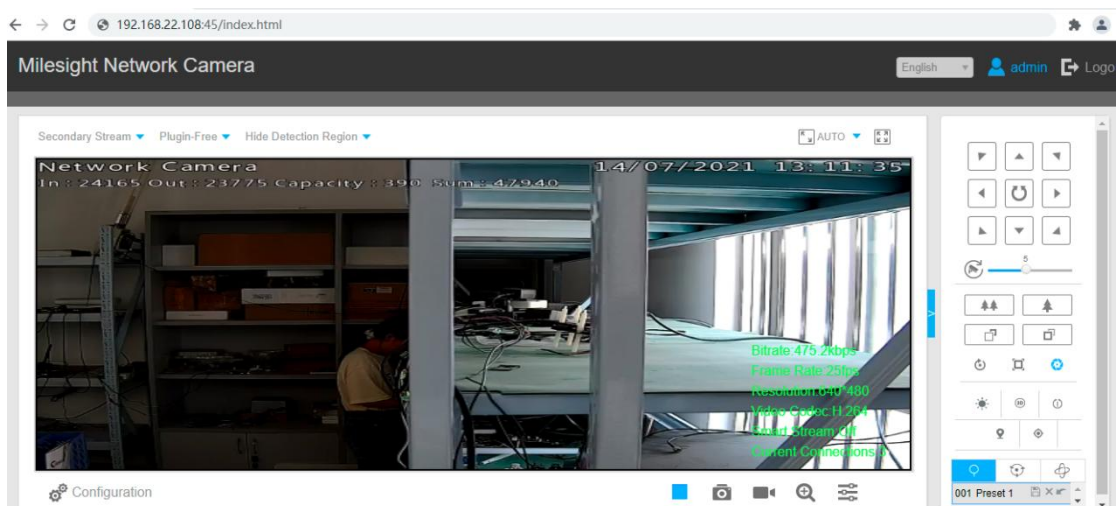 192.168.22.108:45/index.html
Milesight Network Camera
English admin Logo
Secondary Stream Plugin-Free Hide Detection Region AUTO
Network Camera 14/07/2021 13:11:35
In:24165 Out:23775 Capacity:390 Sum:47940
5
Bitrate:475.2kbps
Frame Rate:25fps
Resolution:640*480
Video Codec:H.264
Smart Stream:Off
Current Connections:3
Configuration
001 Preset 1